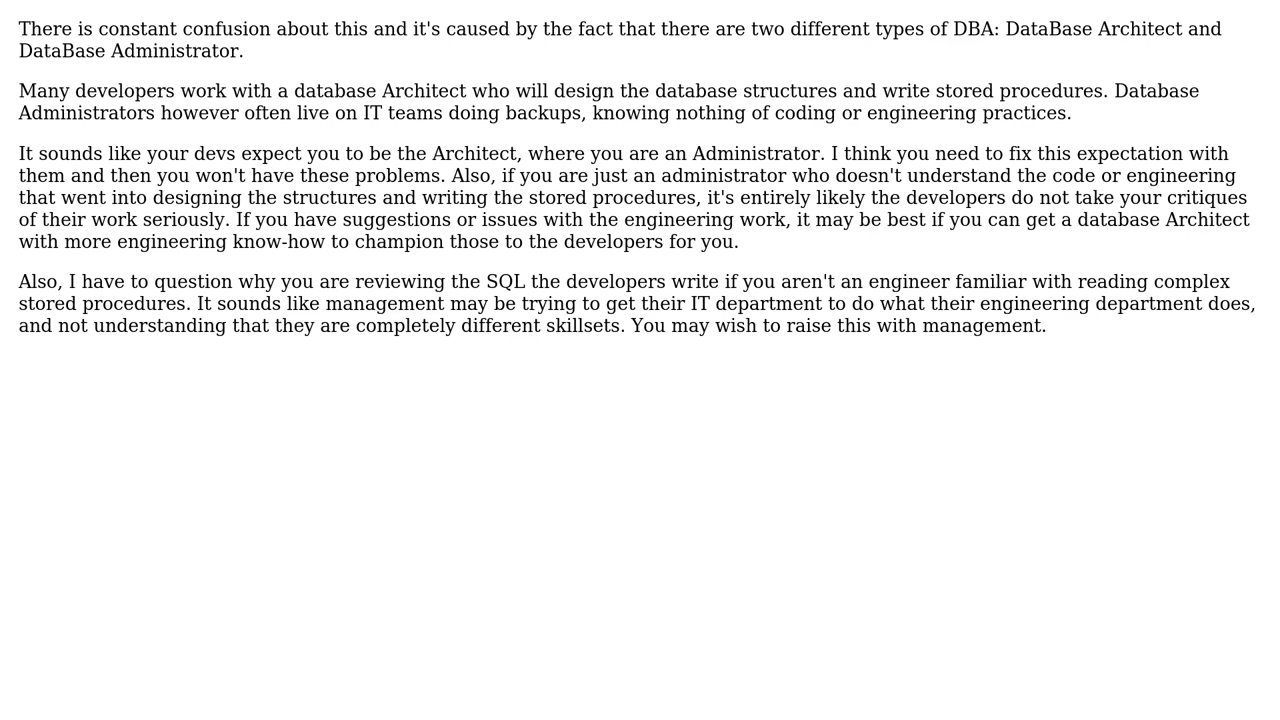 There is constant confusion about this and it's caused by the fact that there are two different types of DBA: DataBase Architect and
DataBase Administrator.
Many developers work with a database Architect who will design the database structures and write stored procedures. Database
Administrators however often live on IT teams doing backups, knowing nothing of coding or engineering practices.
It sounds like your devs expect you to be the Architect, where you are an Administrator. I think you need to fix this expectation with
them and then you won't have these problems. Also, if you are just an administrator who doesn't understand the code or engineering
that went into designing the structures and writing the stored procedures, it's entirely likely the developers do not take your critiques
of their work seriously. If you have suggestions or issues with the engineering work, it may be best if you can get a database Architect
with more engineering know-how to champion those to the developers for you.
Also, I have to question why you are reviewing the SQL the developers write if you aren't an engineer familiar with reading complex
stored procedures. It sounds like management may be trying to get their IT department to do what their engineering department does,
and not understanding that they are completely different skillsets. You may wish to raise this with management.